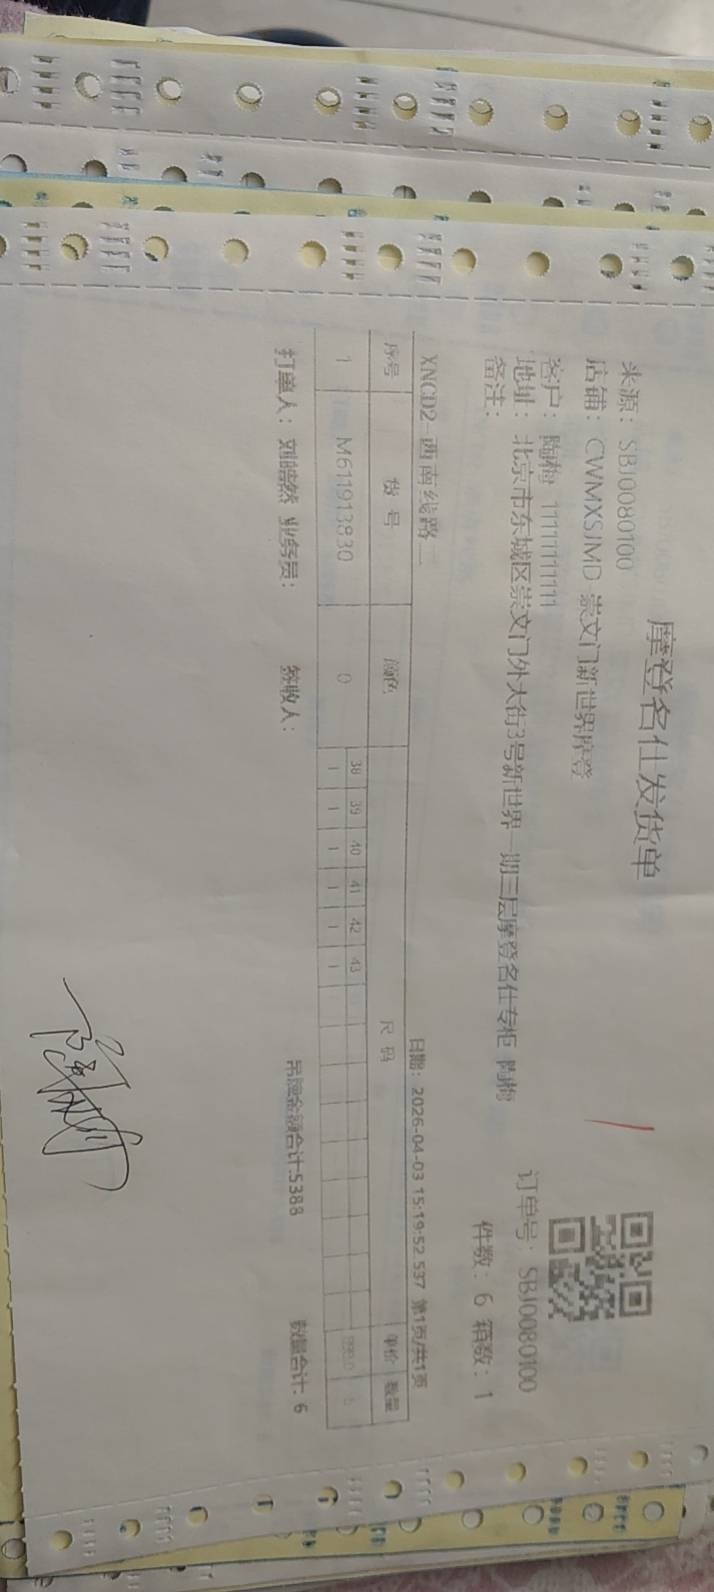 摩登名仕发货单
来源：SBJ0080100
店铺：CWMXSJMD-崇文门新世界摩登
客户：陶梅 11111111111
地址：北京市东城区崇文门外大街3号新世界一期三层摩登名仕专柜 陶梅
备注：
订单号：SBJ0080100
件数：6 箱数：1
XNCD2-西南线路二
日期：2026-04-03 15:19:52.537 第1页/共1页
序号 货号 颜色 尺码 单价 数量
38 39 40 41 42 43
1 M611913830 0 1 1 1 1 1 1
打单人：刘皓然 业务员： 签收人： 吊牌金额合计:5388 数量合计: 6